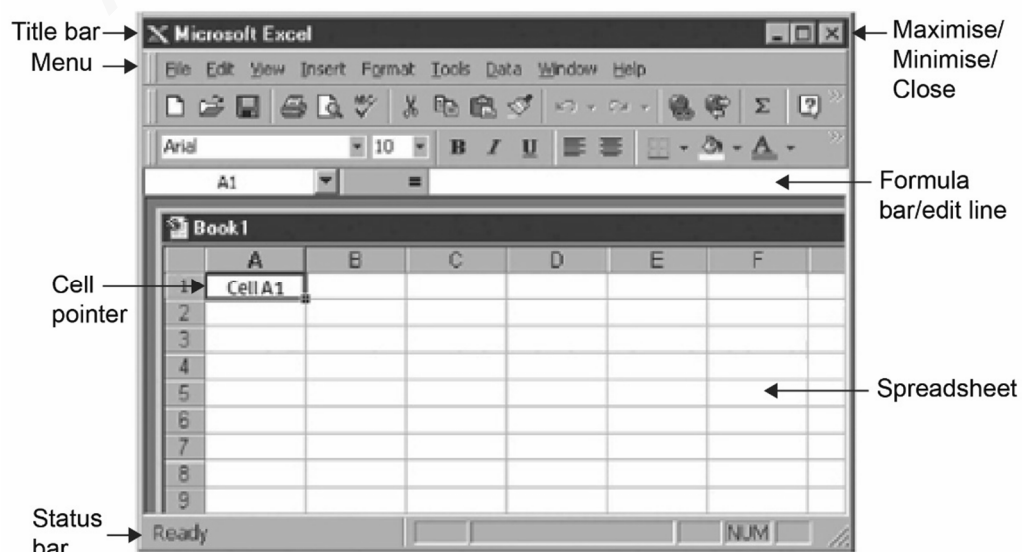 Title bar
Microsoft Excel
Maximise/
Minimise/
Close
Menu
File Edit View Insert Format Tools Data Window Help
ABC
Σ ?
Arial 10 B I U A
A1 =
Formula
bar/edit line
Book1
A B C D E F
Cell
pointer
1 Cell A1
2
3
4
5
Spreadsheet
6
7
8
9
Status
bar
Ready NUM